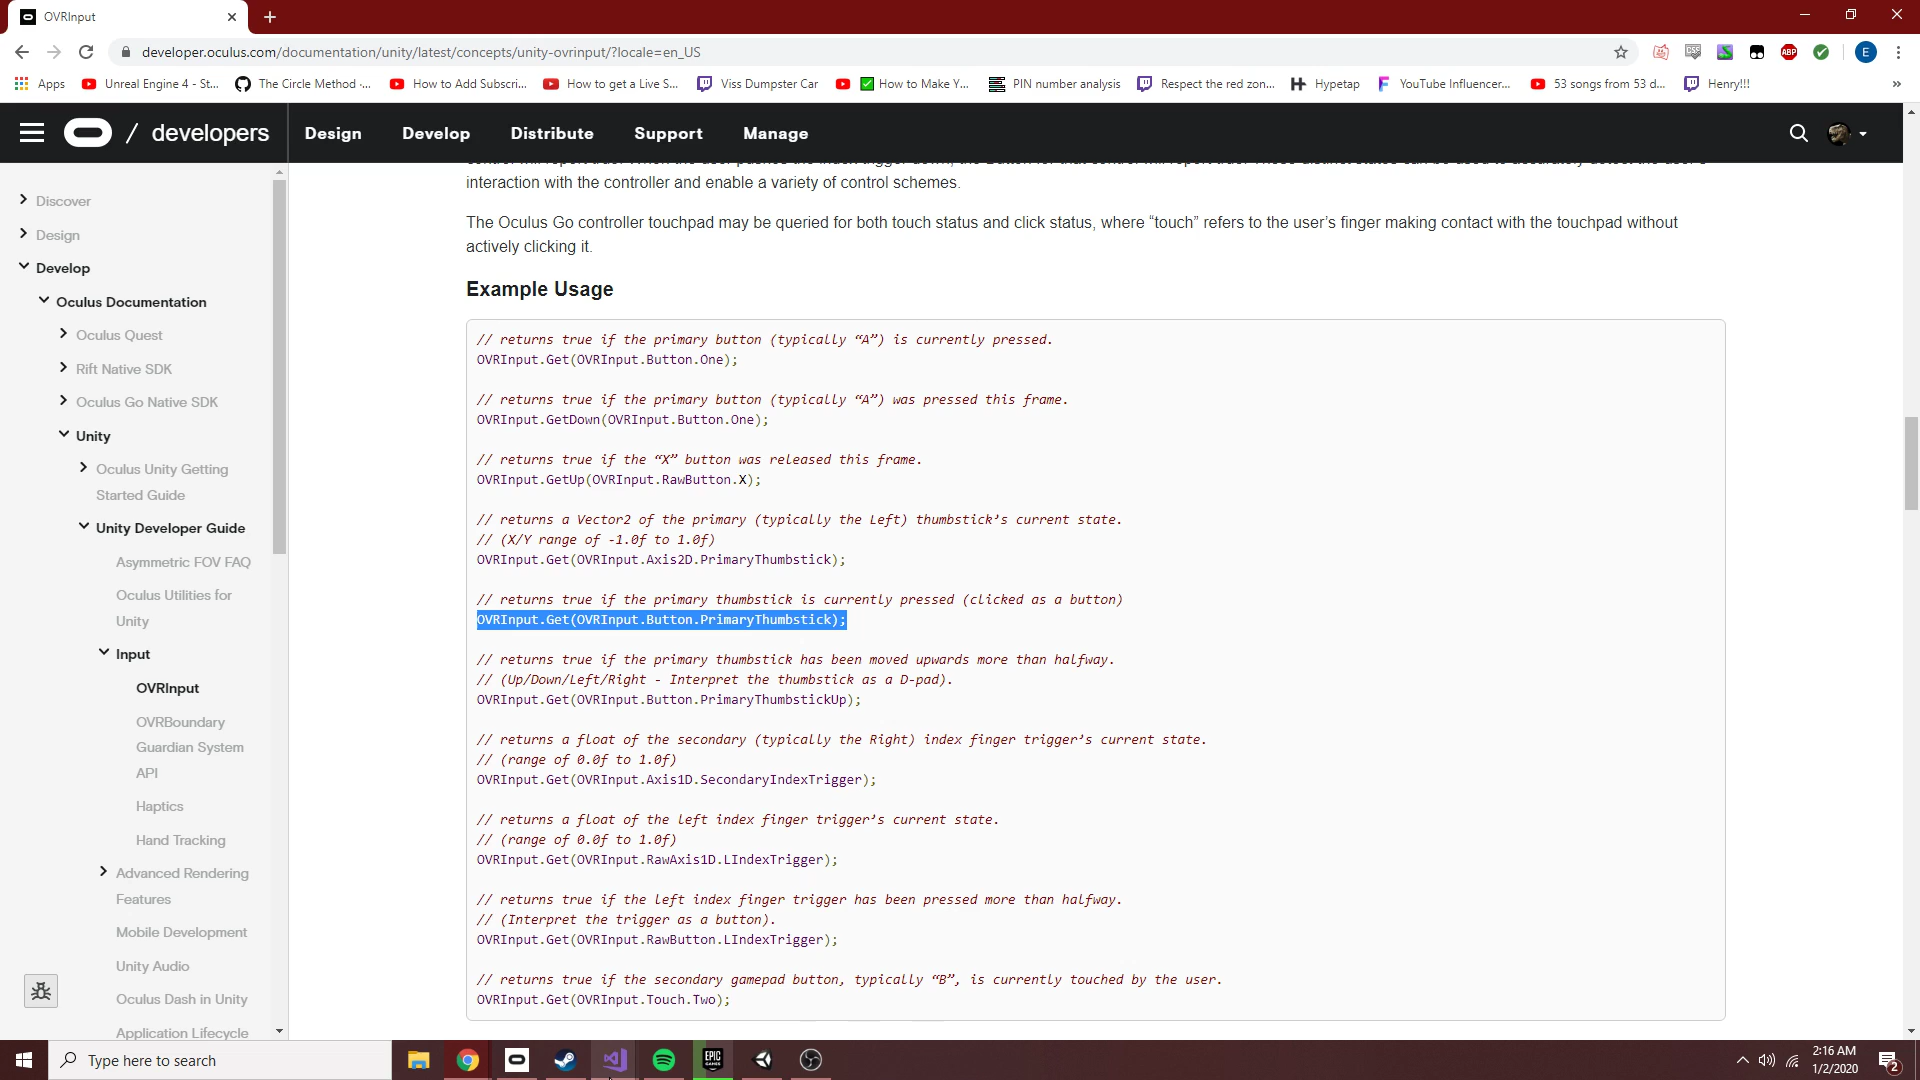 OVRInput
developer.oculus.com/documentation/unity/latest/concepts/unity-ovrinput/?locale=en_US
E
Apps
Unreal Engine 4 - St...
The Circle Method -...
How to Add Subscri...
How to get a Live S...
Viss Dumpster Car
How to Make Y...
PIN number analysis
Respect the red zon...
Hypetap
YouTube Influencer...
53 songs from 53 d...
Henry!!!
/ developers
Design
Develop
Distribute
Support
Manage
Discover
Design
Develop
Oculus Documentation
Oculus Quest
Rift Native SDK
Oculus Go Native SDK
Unity
Oculus Unity Getting
Started Guide
Unity Developer Guide
Asymmetric FOV FAQ
Oculus Utilities for
Unity
Input
OVRInput
OVRBoundary
Guardian System
API
Haptics
Hand Tracking
Advanced Rendering
Features
Mobile Development
Unity Audio
Oculus Dash in Unity
Application Lifecycle
interaction with the controller and enable a variety of control schemes.
The Oculus Go controller touchpad may be queried for both touch status and click status, where “touch” refers to the user’s finger making contact with the touchpad without
actively clicking it.
Example Usage
// returns true if the primary button (typically “A”) is currently pressed.
OVRInput.Get(OVRInput.Button.One);
// returns true if the primary button (typically “A”) was pressed this frame.
OVRInput.GetDown(OVRInput.Button.One);
// returns true if the “X” button was released this frame.
OVRInput.GetUp(OVRInput.RawButton.X);
// returns a Vector2 of the primary (typically the Left) thumbstick’s current state.
// (X/Y range of -1.0f to 1.0f)
OVRInput.Get(OVRInput.Axis2D.PrimaryThumbstick);
// returns true if the primary thumbstick is currently pressed (clicked as a button)
OVRInput.Get(OVRInput.Button.PrimaryThumbstick);
// returns true if the primary thumbstick has been moved upwards more than halfway.
// (Up/Down/Left/Right - Interpret the thumbstick as a D-pad).
OVRInput.Get(OVRInput.Button.PrimaryThumbstickUp);
// returns a float of the secondary (typically the Right) index finger trigger’s current state.
// (range of 0.0f to 1.0f)
OVRInput.Get(OVRInput.Axis1D.SecondaryIndexTrigger);
// returns a float of the left index finger trigger’s current state.
// (range of 0.0f to 1.0f)
OVRInput.Get(OVRInput.RawAxis1D.LIndexTrigger);
// returns true if the left index finger trigger has been pressed more than halfway.
// (Interpret the trigger as a button).
OVRInput.Get(OVRInput.RawButton.LIndexTrigger);
// returns true if the secondary gamepad button, typically “B”, is currently touched by the user.
OVRInput.Get(OVRInput.Touch.Two);
Type here to search
2:16 AM
1/2/2020
2